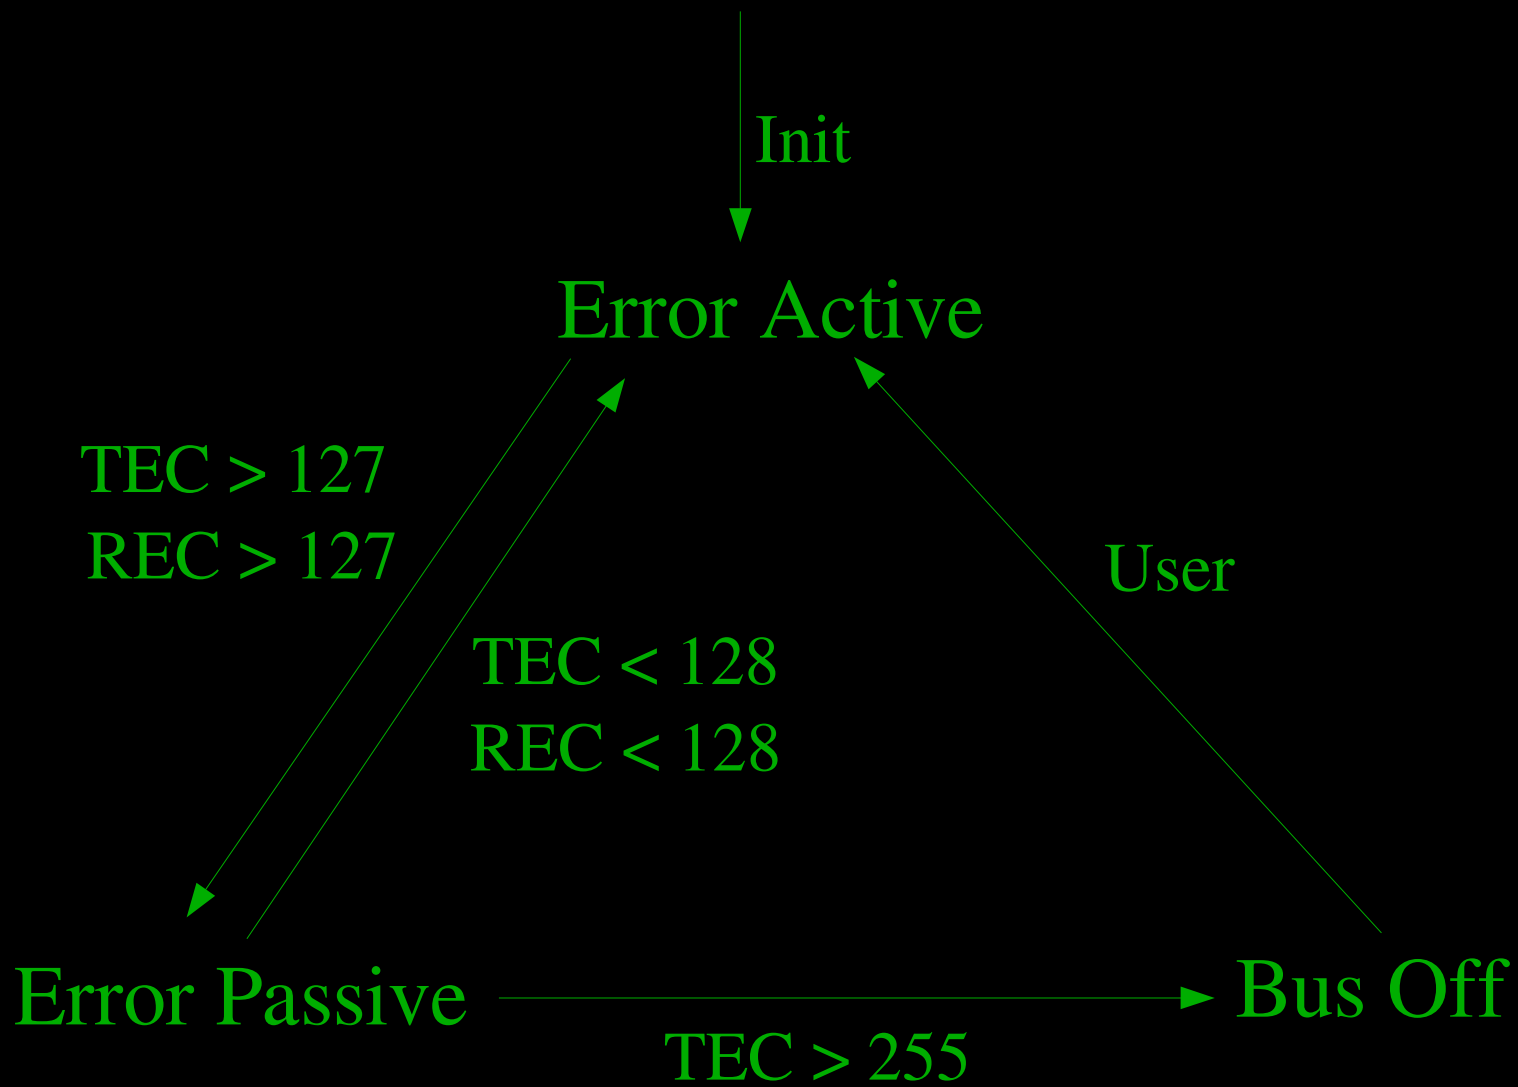 Init
Error Active
TEC > 127
REC > 127
User
TEC < 128
REC < 128
Error Passive
Bus Off
TEC > 255